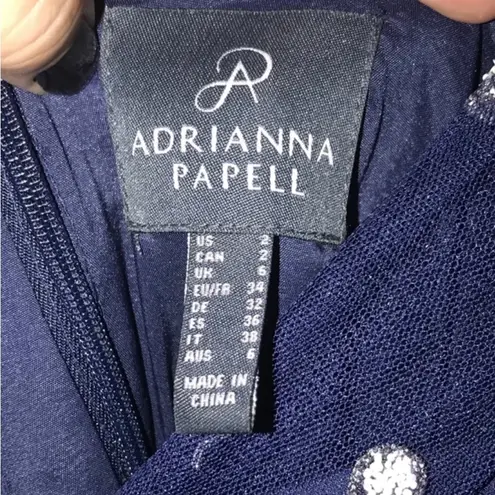 ADRIANNA
PAPELL
US 2
CAN 2
UK 6
EU/FR 34
DE 32
ES 36
IT 38
AUS 6
MADE IN
CHINA